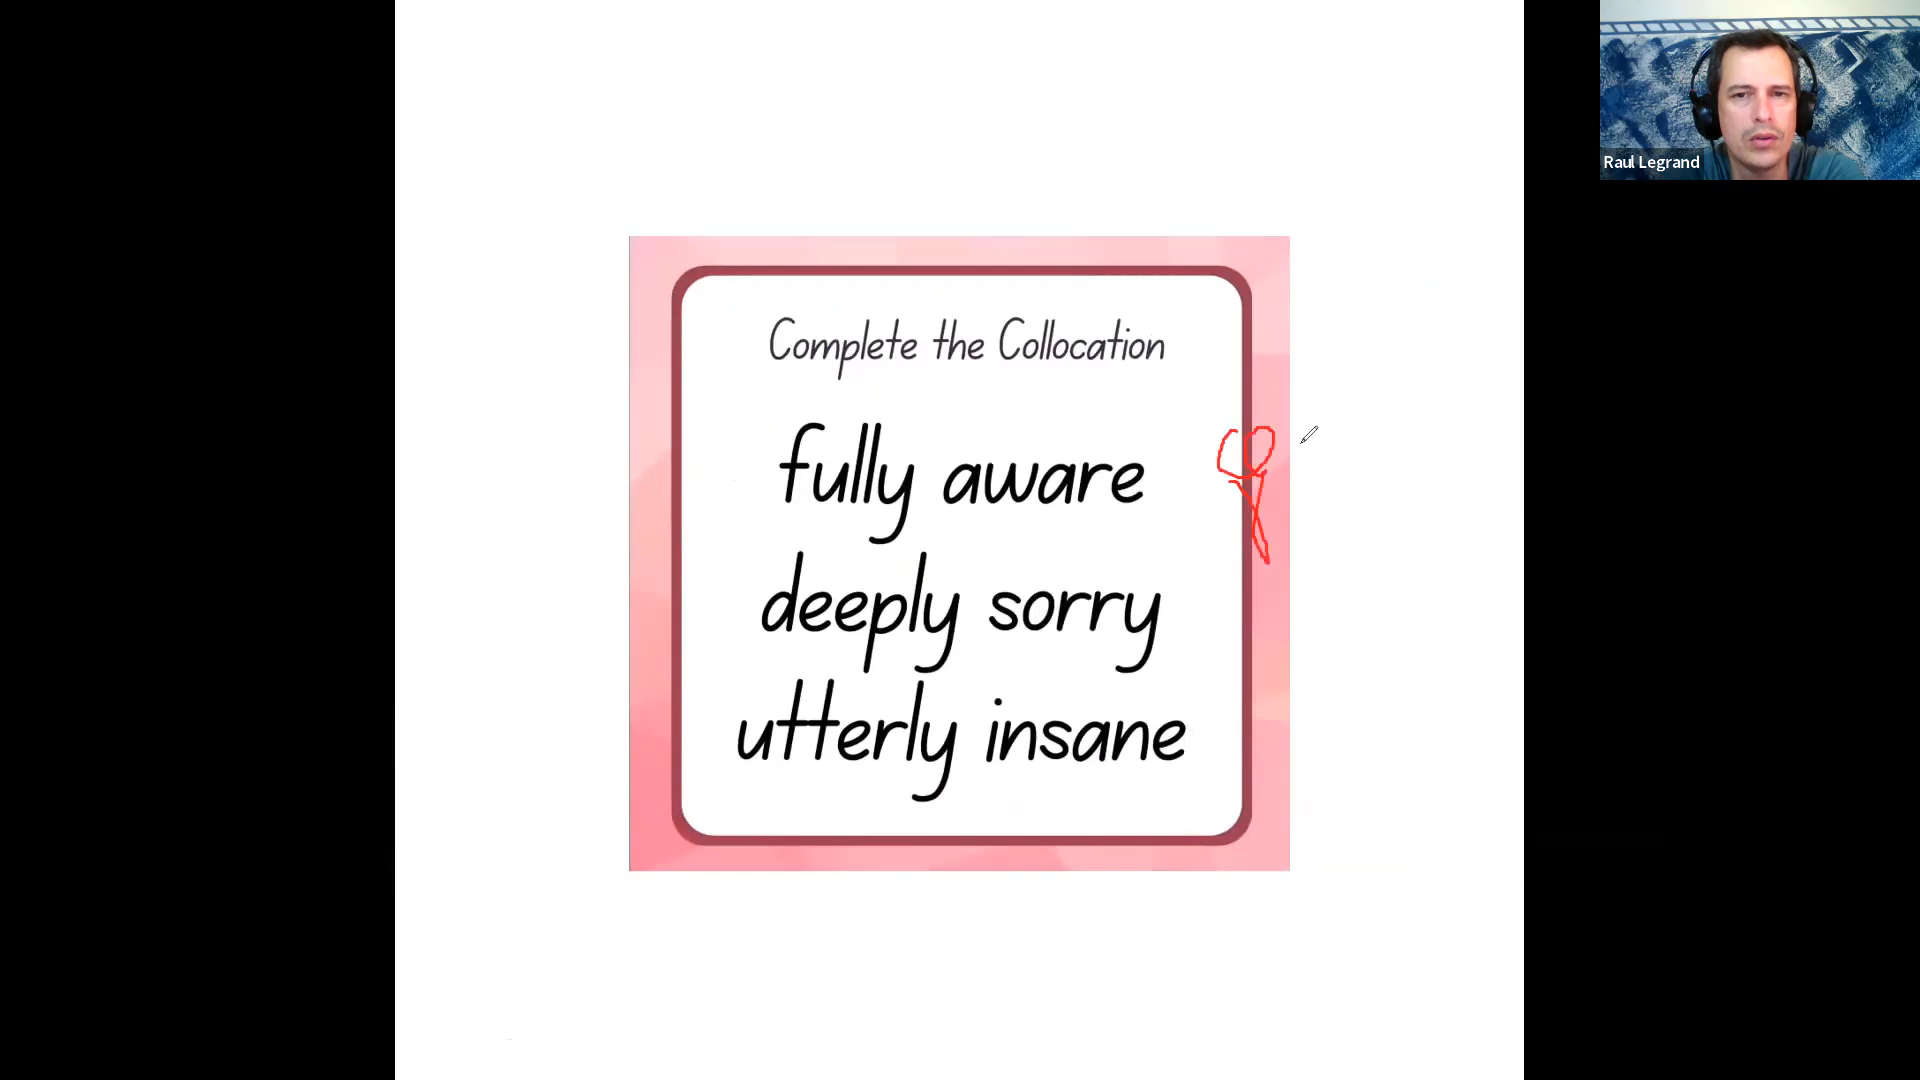 Raul Legrand
Complete the Collocation
fully aware
deeply sorry
utterly insane